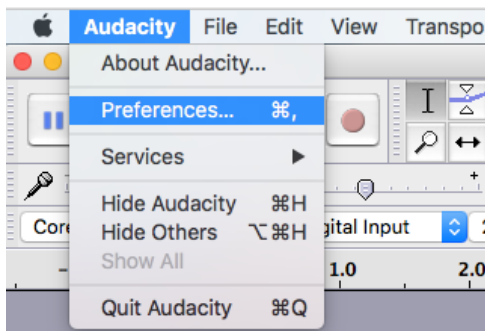 Audacity File Edit View Transpo
About Audacity...
Preferences... ⌘,
Services
Hide Audacity ⌘H
Hide Others ⌥⌘H
Show All
Quit Audacity ⌘Q
Core
gital Input
1.0 2.0